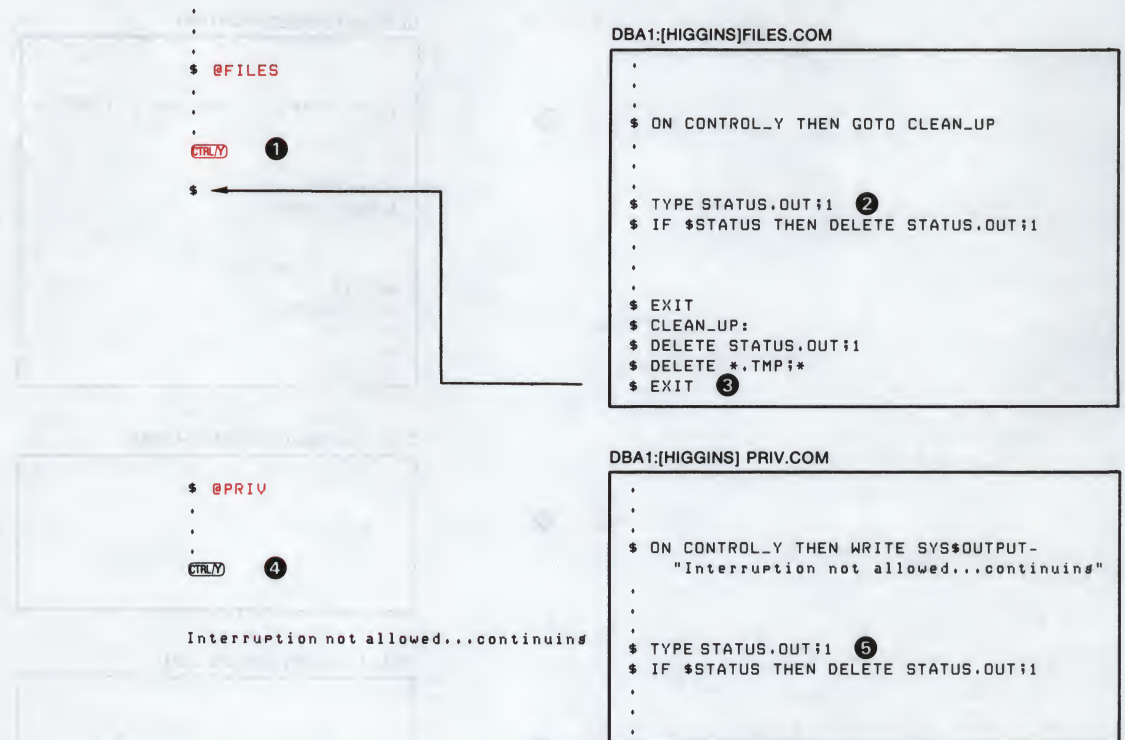 $ @FILES
CTRL/Y 1
$
DBA1:[HIGGINS]FILES.COM
$ ON CONTROL_Y THEN GOTO CLEAN_UP
$ TYPE STATUS.OUT;1 2
$ IF $STATUS THEN DELETE STATUS.OUT;1
$ EXIT
$ CLEAN_UP:
$ DELETE STATUS.OUT;1
$ DELETE *.TMP;*
$ EXIT 3
$ @PRIV
CTRL/Y 4
Interruption not allowed...continuing
DBA1:[HIGGINS] PRIV.COM
$ ON CONTROL_Y THEN WRITE SYS$OUTPUT-
"Interruption not allowed...continuing"
$ TYPE STATUS.OUT;1 5
$ IF $STATUS THEN DELETE STATUS.OUT;1